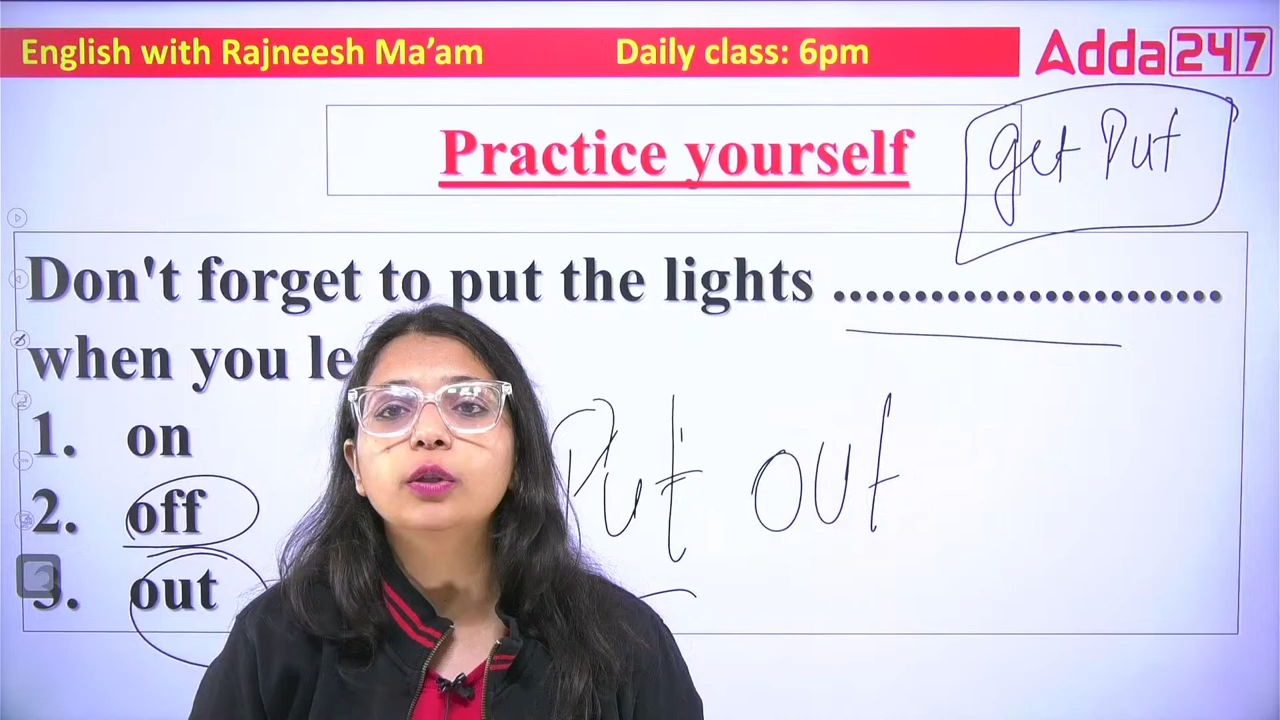 English with Rajneesh Ma'am Daily class: 6pm Adda247
Practice yourself
get Put
Don't forget to put the lights ........................
when you le
1. on
2. off
3. out
Put out